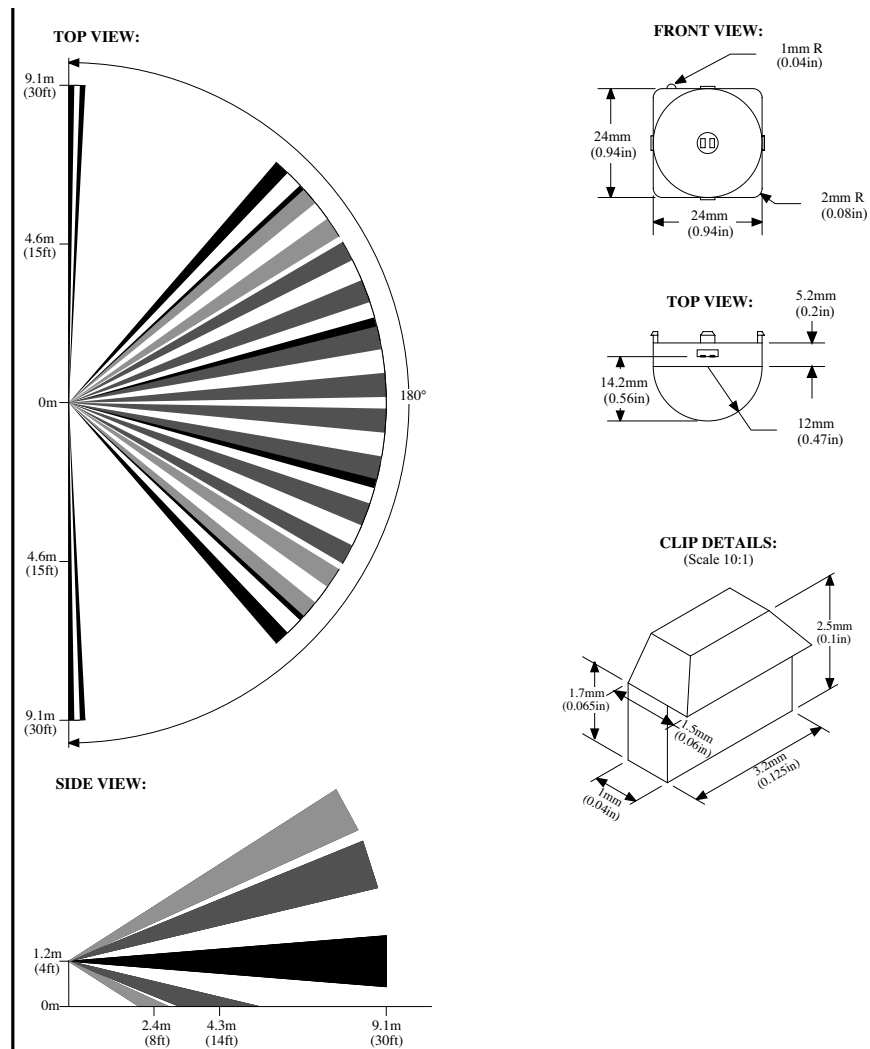 TOP VIEW:
9.1m
(30ft)
4.6m
(15ft)
0m
180°
4.6m
(15ft)
9.1m
(30ft)
SIDE VIEW:
1.2m
(4ft)
0m
2.4m
(8ft)
4.3m
(14ft)
9.1m
(30ft)
FRONT VIEW:
1mm R
(0.04in)
24mm
(0.94in)
2mm R
(0.08in)
24mm
(0.94in)
TOP VIEW:
5.2mm
(0.2in)
14.2mm
(0.56in)
12mm
(0.47in)
CLIP DETAILS:
(Scale 10:1)
2.5mm
(0.1in)
1.7mm
(0.065in)
1.5mm
(0.06in)
3.2mm
(0.125in)
1mm
(0.04in)